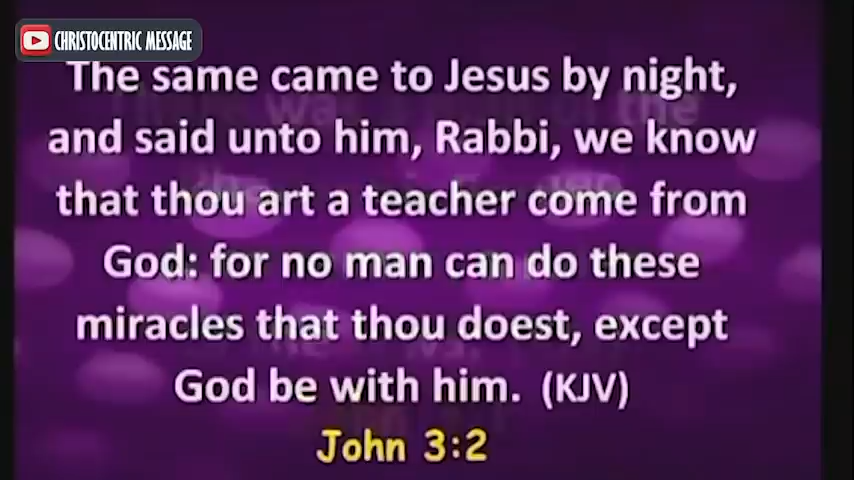 CHRISTOCENTRIC MESSAGE
The same came to Jesus by night,
and said unto him, Rabbi, we know
that thou art a teacher come from
God: for no man can do these
miracles that thou doest, except
God be with him. (KJV)
John 3:2